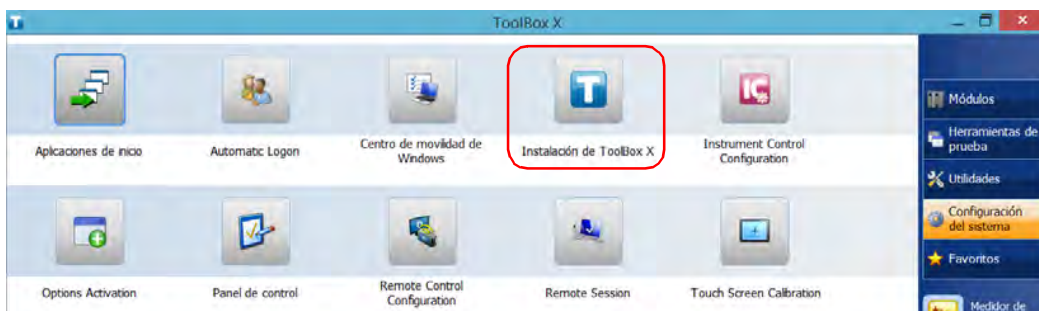 T
ToolBox X
T
IC
Aplicaciones de inicio
Automatic Logon
Centro de movilidad de
Windows
Instalación de ToolBox X
Instrument Control
Configuration
Options Activation
Panel de control
Remote Control
Configuration
Remote Session
Touch Screen Calibration
Módulos
Herramientas de
prueba
Utilidades
Configuración
del sistema
Favoritos
Medidor de